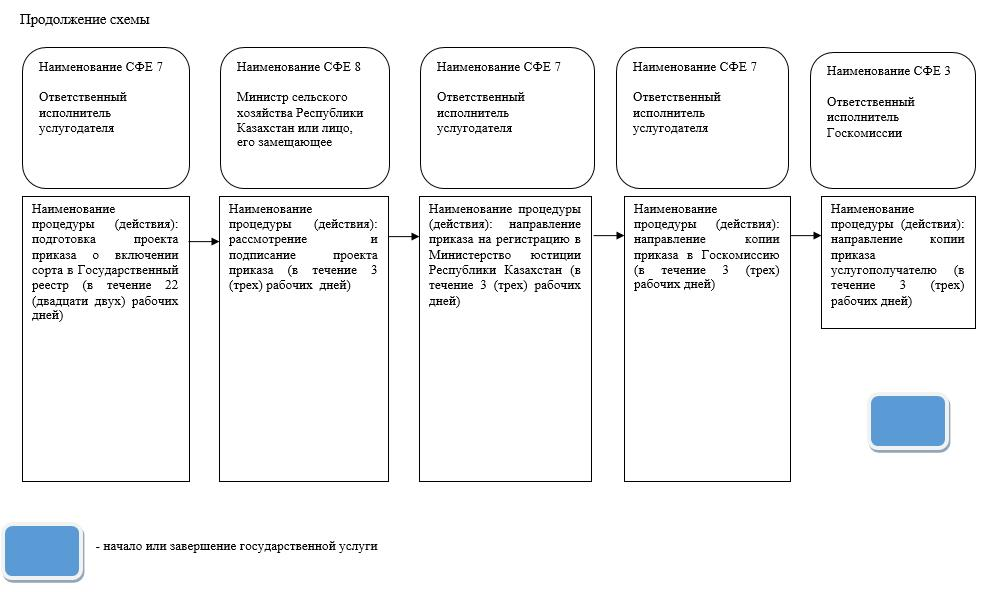 Продолжение схемы
Наименование СФЕ 7
Ответственный
исполнитель
услугодателя
Наименование СФЕ 8
Министр сельского
хозяйства Республики
Казахстан или лицо,
его замещающее
Наименование СФЕ 7
Ответственный
исполнитель
услугодателя
Наименование СФЕ 7
Ответственный
исполнитель
услугодателя
Наименование СФЕ 3
Ответственный
исполнитель
Госкомиссии
Наименование
процедуры (действия):
подготовка проекта
приказа о включении
сорта в Государственный
реестр (в течение 22
(двадцати двух) рабочих
дней)
Наименование
процедуры (действия):
рассмотрение и
подписание проекта
приказа (в течение 3
(трех) рабочих дней)
Наименование процедуры
(действия): направление
приказа на регистрацию в
Министерство юстиции
Республики Казахстан (в
течение 3 (трех) рабочих
дней)
Наименование
процедуры (действия):
направление копии
приказа в Госкомиссию
(в течение 3 (трех)
рабочих дней)
Наименование
процедуры (действия):
направление копии
приказа
услугополучателю (в
течение 3 (трех)
рабочих дней)
- начало или завершение государственной услуги